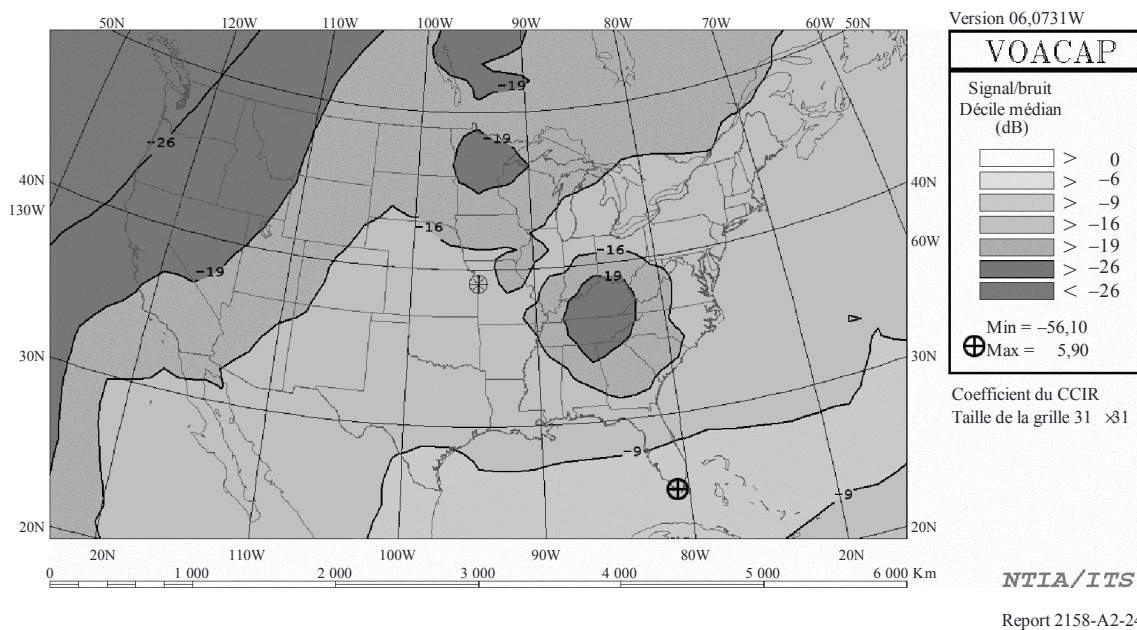 Version 06,0731W
VOACAP
Signal/bruit
Décile médian
(dB)
> 0
> −6
> −9
> −16
> −19
> −26
< −26
Min = −56,10
Max = 5,90
Coefficient du CCIR
Taille de la grille 31 ×31
50N 120W 110W 100W 90W 80W 70W 60W 50N
40N
130W
30N
20N
40N
60W
30N
20N
−26
−19
−16
−19
−19
−16
19
−9
−9
20N 110W 100W 90W 80W 20N
0 1 000 2 000 3 000 4 000 5 000 6 000 Km
NTIA/ITS
Report 2158-A2-24